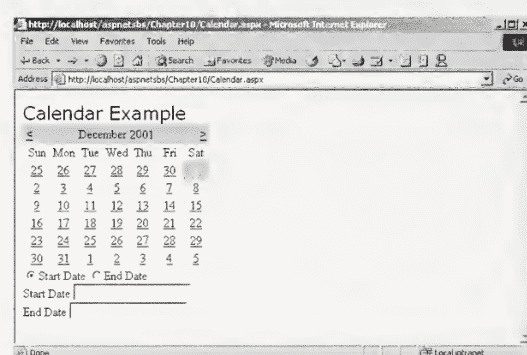 http://localhost/aspnetsbs/Chapter10/Calendar.aspx - Microsoft Internet Explorer
File Edit View Favorites Tools Help
Back Search Favorites Media
Address http://localhost/aspnetsbs/Chapter10/Calendar.aspx Go
Calendar Example
< December 2001 >
Sun Mon Tue Wed Thu Fri Sat
25 26 27 28 29 30
2 3 4 5 6 7 8
9 10 11 12 13 14 15
16 17 18 19 20 21 22
23 24 25 26 27 28 29
30 31 1 2 3 4 5
Start Date End Date
Start Date
End Date
Done Local intranet